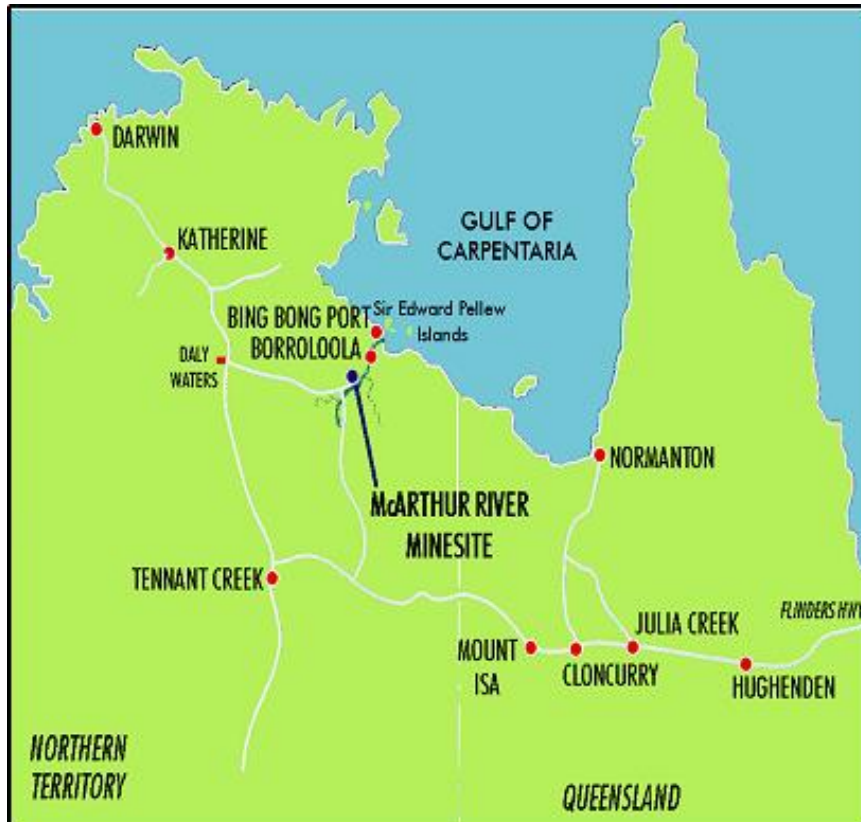 DARWIN
KATHERINE
GULF OF
CARPENTARIA
BING BONG PORT
Sir Edward Pellew
Islands
BORROLOOLA
DALY
WATERS
NORMANTON
McARTHUR RIVER
MINESITE
TENNANT CREEK
FLINDERS HWY
JULIA CREEK
MOUNT
ISA
CLONCURRY
HUGHENDEN
NORTHERN
TERRITORY
QUEENSLAND